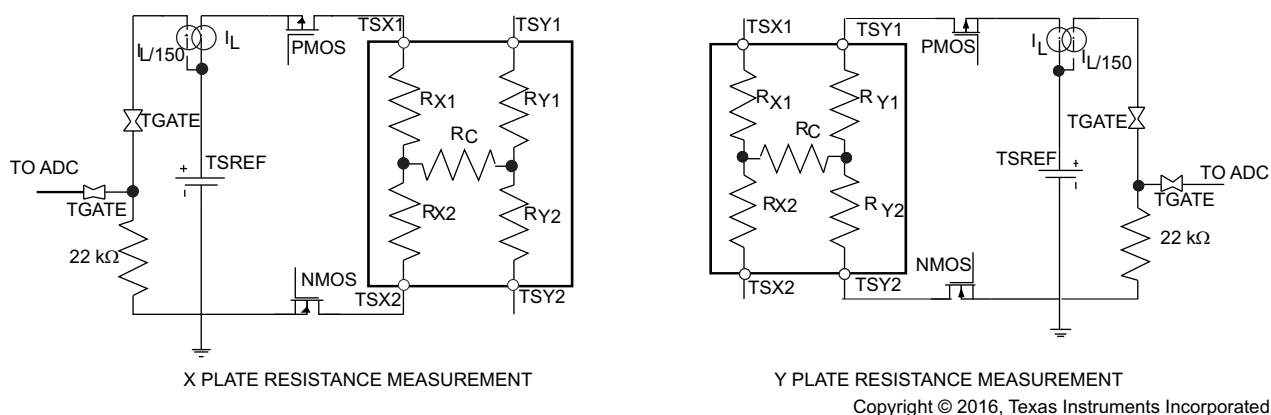 TSX1
TSY1
I
L/150
I
L
PMOS
R
X1
R
Y1
TGATE
R
C
TO ADC
TSREF
+
TGATE
R
X2
R
Y2
22 kΩ
NMOS
TSX2
TSY2
X PLATE RESISTANCE MEASUREMENT
TSX1
TSY1
PMOS
I
L
I
L/150
R
X1
R
Y1
R
C
TGATE
TSREF
+
TO ADC
TGATE
R
X2
R
Y2
22 kΩ
NMOS
TSX2
TSY2
Y PLATE RESISTANCE MEASUREMENT
Copyright © 2016, Texas Instruments Incorporated